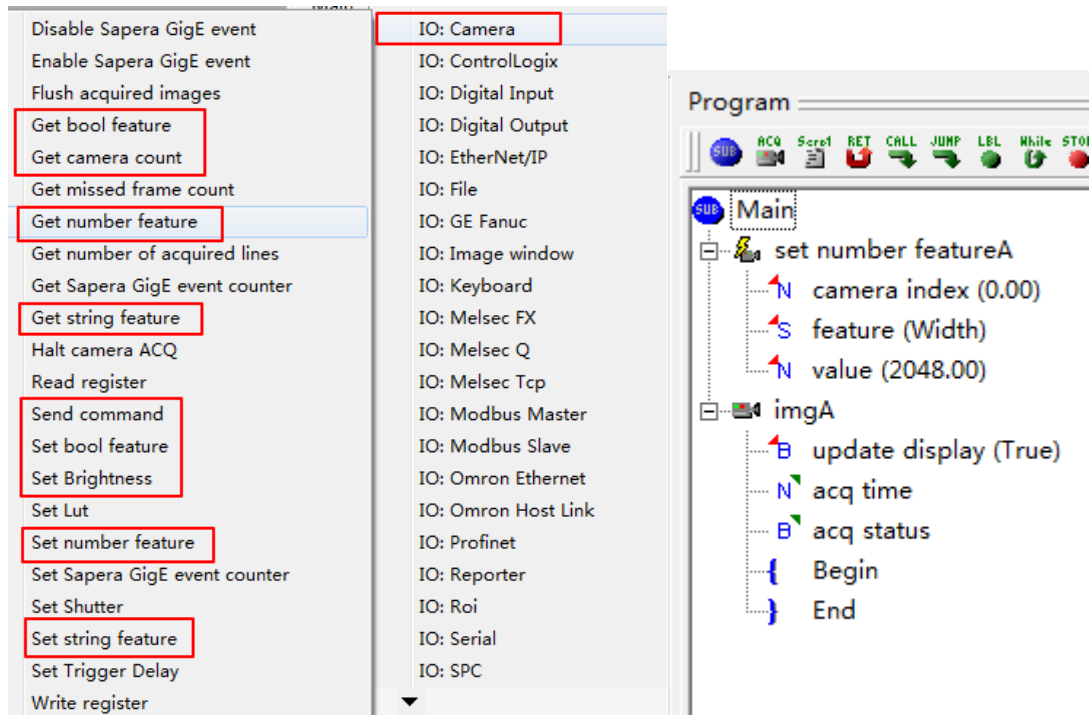 Main
Disable Sapera GigE event
Enable Sapera GigE event
Flush acquired images
Get bool feature
Get camera count
Get missed frame count
Get number feature
Get number of acquired lines
Get Sapera GigE event counter
Get string feature
Halt camera ACQ
Read register
Send command
Set bool feature
Set Brightness
Set Lut
Set number feature
Set Sapera GigE event counter
Set Shutter
Set string feature
Set Trigger Delay
Write register
IO: Camera
IO: ControlLogix
IO: Digital Input
IO: Digital Output
IO: EtherNet/IP
IO: File
IO: GE Fanuc
IO: Image window
IO: Keyboard
IO: Melsec FX
IO: Melsec Q
IO: Melsec Tcp
IO: Modbus Master
IO: Modbus Slave
IO: Omron Ethernet
IO: Omron Host Link
IO: Profinet
IO: Reporter
IO: Roi
IO: Serial
IO: SPC
Program
SUB ACQ Scrpt RET CALL JUMP LBL While STOP
SUB Main
set number featureA
N camera index (0.00)
S feature (Width)
N value (2048.00)
imgA
B update display (True)
N acq time
B acq status
{ Begin
} End